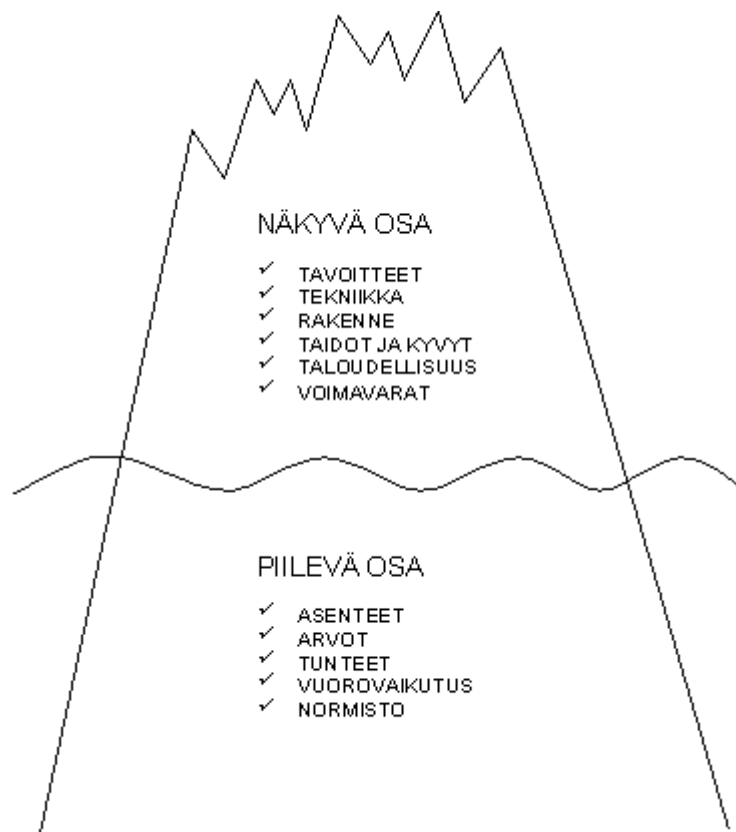 NÄKYVÄ OSA
✓ TAVOITTEET
✓ TEKNIIKKA
✓ RAKENNE
✓ TAIDOT JA KYVYT
✓ TALOUDELLISUUS
✓ VOIMAVARAT
PIILEVÄ OSA
✓ ASENTEET
✓ ARVOT
✓ TUNTEET
✓ VUOROVAIKUTUS
✓ NORMISTO